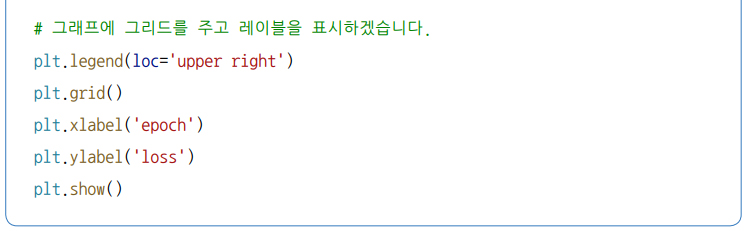 # 그래프에 그리드를 주고 레이블을 표시하겠습니다.
plt.legend(loc='upper right')
plt.grid()
plt.xlabel('epoch')
plt.ylabel('loss')
plt.show()